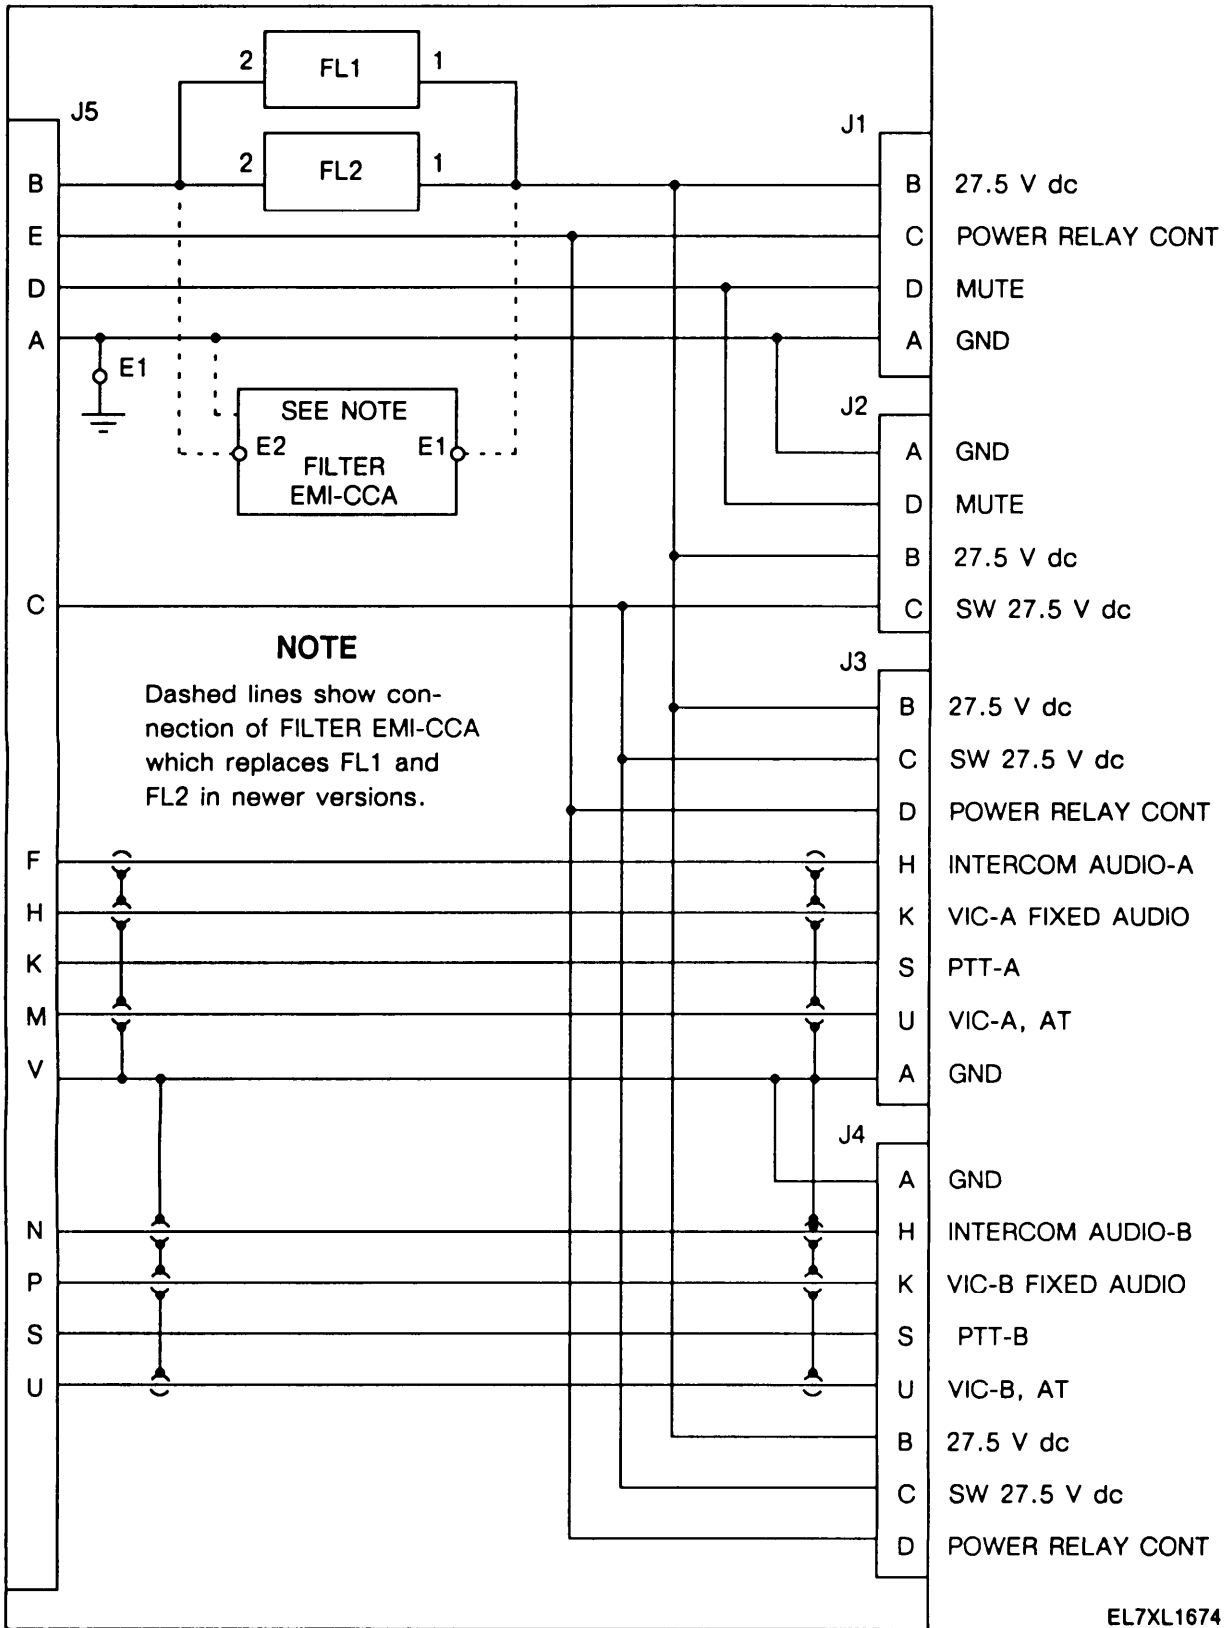 2 FL1 1
J5
J1
2 FL2 1
B B 27.5 V dc
E C POWER RELAY CONT
D D MUTE
A A GND
E1
J2
SEE NOTE
E2 E1
FILTER
EMI-CCA
A GND
D MUTE
B 27.5 V dc
C C SW 27.5 V dc
NOTE
Dashed lines show con-
nection of FILTER EMI-CCA
which replaces FL1 and
FL2 in newer versions.
J3
B 27.5 V dc
C SW 27.5 V dc
D POWER RELAY CONT
F H INTERCOM AUDIO-A
H K VIC-A FIXED AUDIO
K S PTT-A
M U VIC-A, AT
V A GND
J4
A GND
N H INTERCOM AUDIO-B
P K VIC-B FIXED AUDIO
S S PTT-B
U U VIC-B, AT
B 27.5 V dc
C SW 27.5 V dc
D POWER RELAY CONT
EL7XL1674